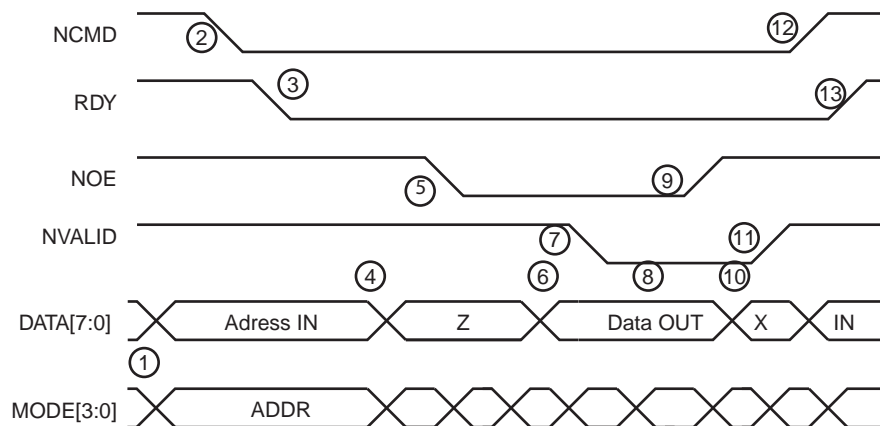 NCMD
2
12
RDY
3
13
NOE
5
9
NVALID
7
11
4
6
8
10
DATA[7:0]
Adress IN
Z
Data OUT
X
IN
1
MODE[3:0]
ADDR